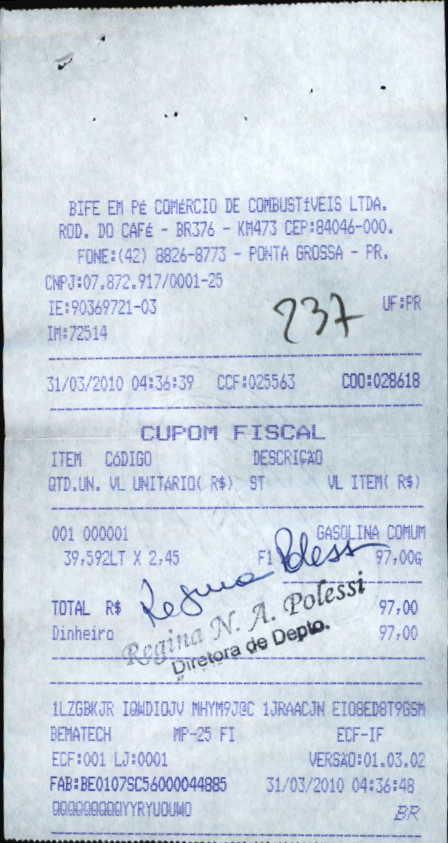 BIFE EM PÉ COMÉRCIO DE COMBUSTÍVEIS LTDA.
ROD. DO CAFÉ - BR376 - KM473 CEP:84046-000.
FONE:(42) 8826-8773 - PONTA GROSSA - PR.
CNPJ:07.872.917/0001-25
IE:90369721-03 UF:PR
237
IM:72514
31/03/2010 04:36:39 CCF:025563 COO:028618
CUPOM FISCAL
ITEM CÓDIGO DESCRIÇÃO
QTD.UN. VL UNITÁRIO( R$) ST VL ITEM( R$)
001 000001 GASOLINA COMUM
39,592LT X 2,45 F1 97,00G
Regina Polessi
TOTAL R$ 97,00
Dinheiro 97,00
Regina N. A. Polessi
Diretora de Depto.
1LZGBKJR IQWDIOJV MHYM9J@C 1JRAACJN EIO8ED8T9GSM
BEMATECH MP-25 FI ECF-IF
ECF:001 LJ:0001 VERSÃO:01.03.02
FAB:BE0107SC56000044885 31/03/2010 04:36:48
QQQQQQQQQYYRYUOUWO BR